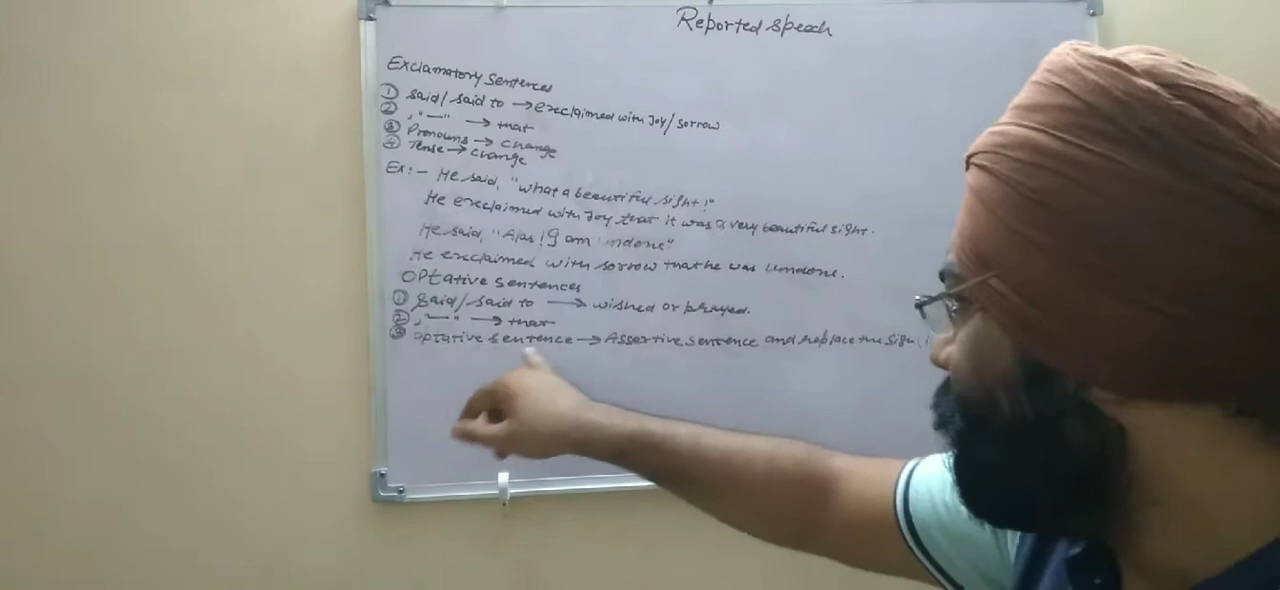 Reported speech
Exclamatory sentences
① said/said to → exclaimed with Joy/sorrow
② , "—" → that
③ Pronouns → change
④ Tense → change
Ex:- He said, "what a beautiful sight!"
He exclaimed with Joy that it was a very beautiful sight.
He said, "Alas! I am undone"
He exclaimed with sorrow that he was undone.
Optative sentences
① said/said to → wished or prayed.
② , "—" → that
③ Optative sentence → Assertive sentence and replace the sign